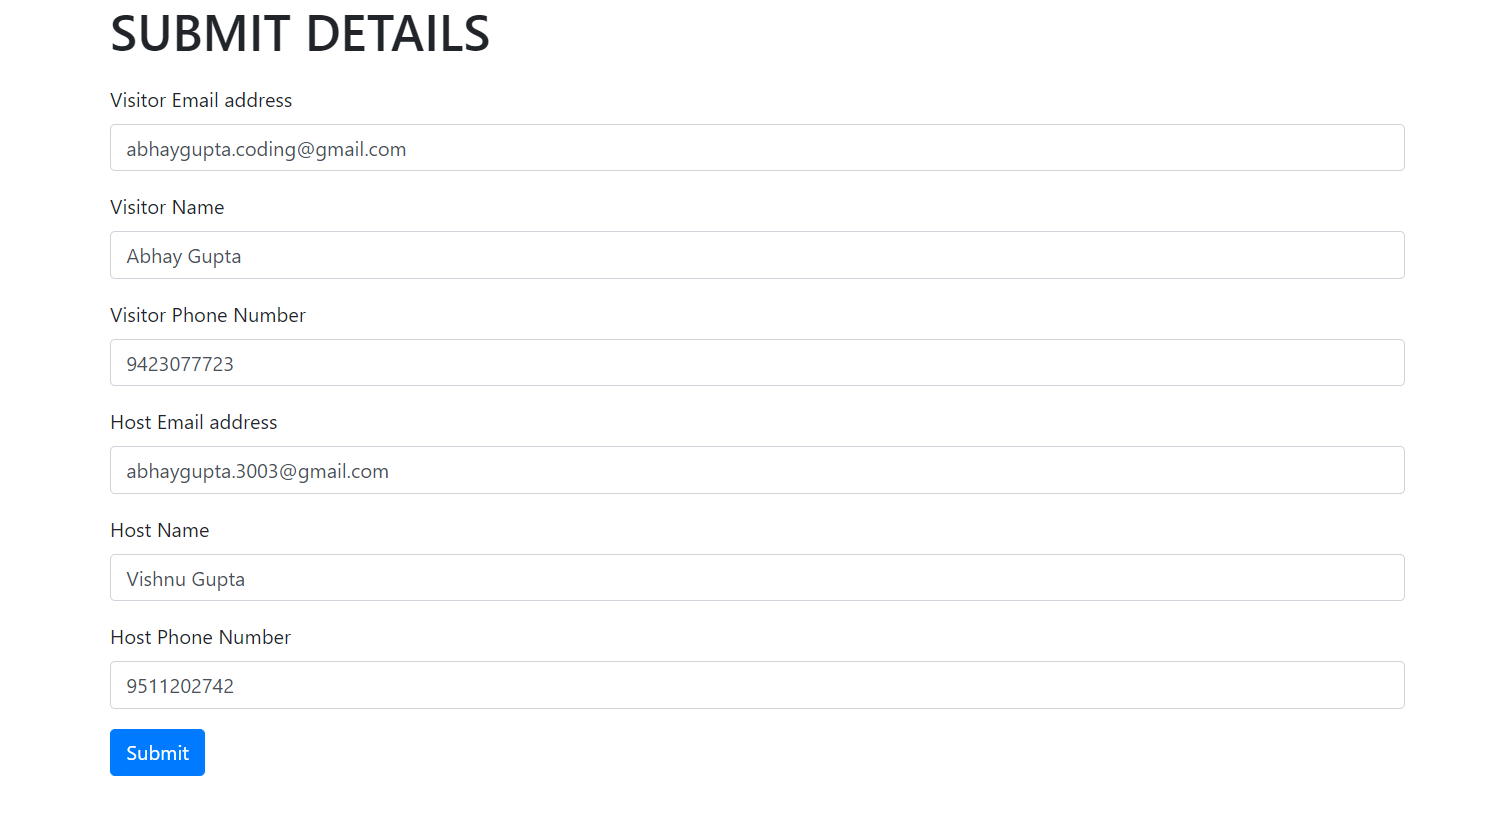 SUBMIT DETAILS
Visitor Email address
abhaygupta.coding@gmail.com
Visitor Name
Abhay Gupta
Visitor Phone Number
9423077723
Host Email address
abhaygupta.3003@gmail.com
Host Name
Vishnu Gupta
Host Phone Number
9511202742
Submit